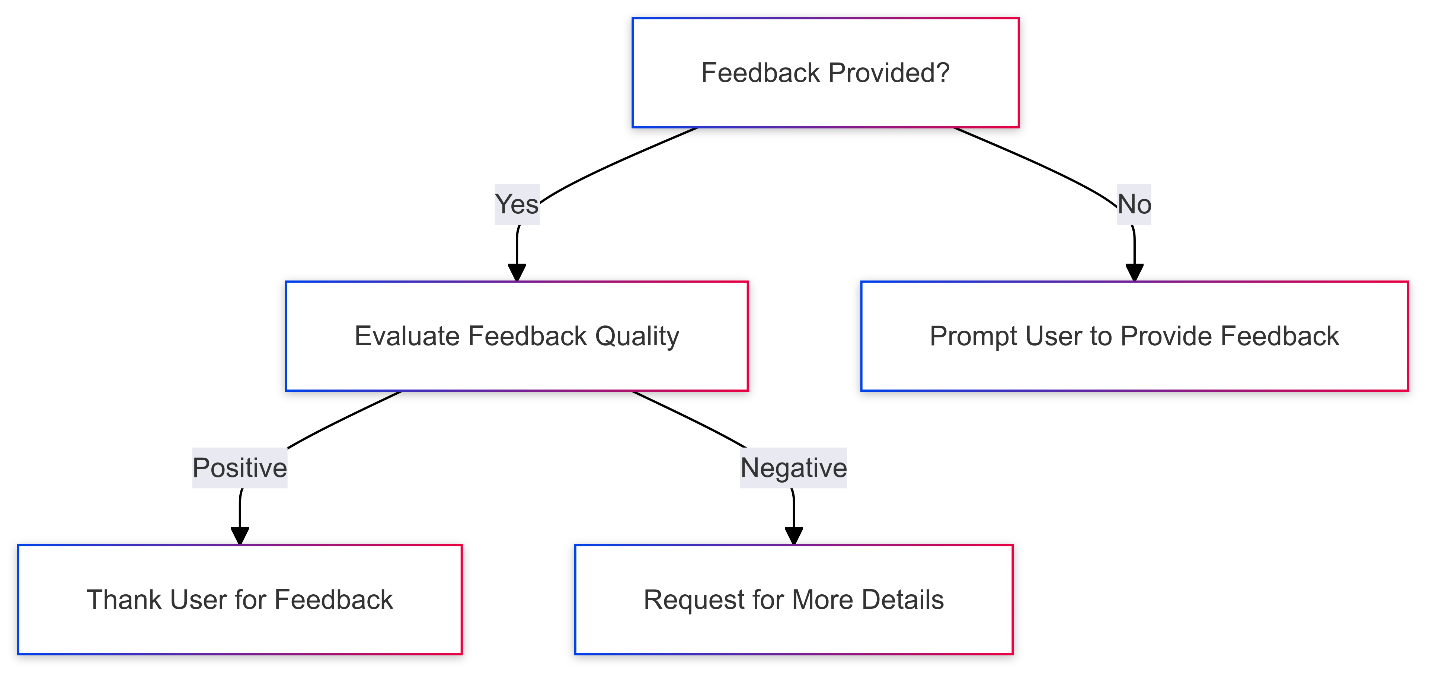 Feedback Provided?
Yes
No
Evaluate Feedback Quality
Prompt User to Provide Feedback
Positive
Negative
Thank User for Feedback
Request for More Details